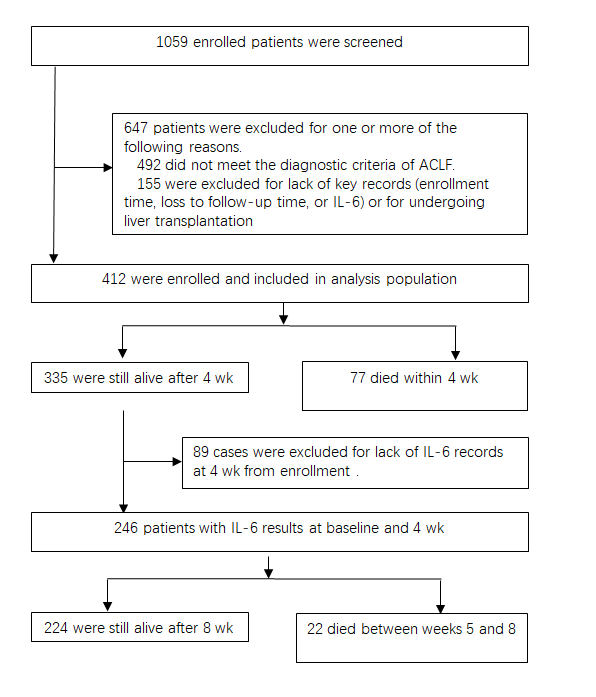 1059 enrolled patients were screened
647 patients were excluded for one or more of the
following reasons.
492 did not meet the diagnostic criteria of ACLF.
155 were excluded for lack of key records (enrollment
time, loss to follow-up time, or IL-6) or for undergoing
liver transplantation
412 were enrolled and included in analysis population
335 were still alive after 4 wk
77 died within 4 wk
89 cases were excluded for lack of IL-6 records
at 4 wk from enrollment .
246 patients with IL-6 results at baseline and 4 wk
224 were still alive after 8 wk
22 died between weeks 5 and 8